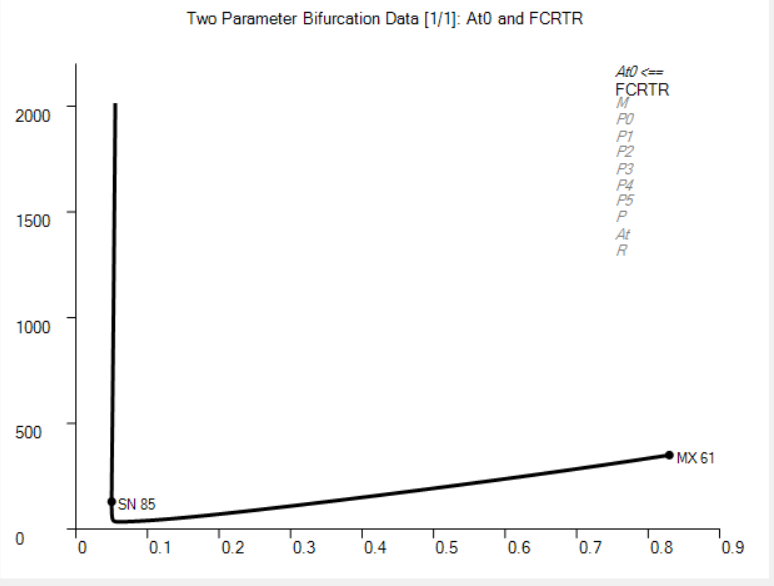 Two Parameter Bifurcation Data [1/1]: At0 and FCRTR
At0 <==
FCRTR
M
P0
P1
P2
P3
P4
P5
P
At
R
2000
1500
1000
500
0
SN 85
MX 61
0 0.1 0.2 0.3 0.4 0.5 0.6 0.7 0.8 0.9